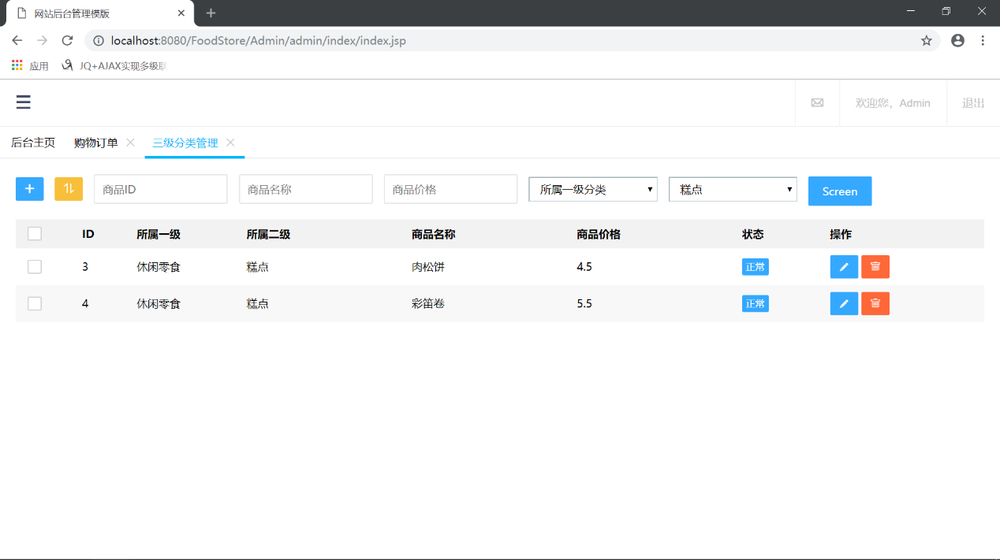 网站后台管理模版
localhost:8080/FoodStore/Admin/admin/index/index.jsp
应用 JQ+AJAX实现多级联
欢迎您，Admin 退出
后台主页 购物订单 三级分类管理
商品ID 商品名称 商品价格 所属一级分类 糕点 Screen
ID 所属一级 所属二级 商品名称 商品价格 状态 操作
3 休闲零食 糕点 肉松饼 4.5 正常
4 休闲零食 糕点 彩笛卷 5.5 正常